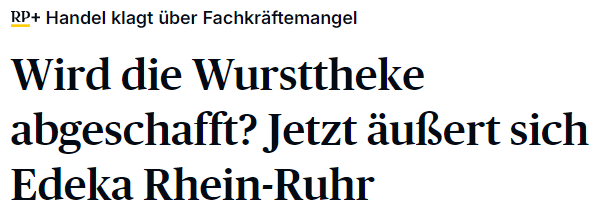 RP+ Handel klagt über Fachkräftemangel
Wird die Wursttheke
abgeschafft? Jetzt äußert sich
Edeka Rhein-Ruhr